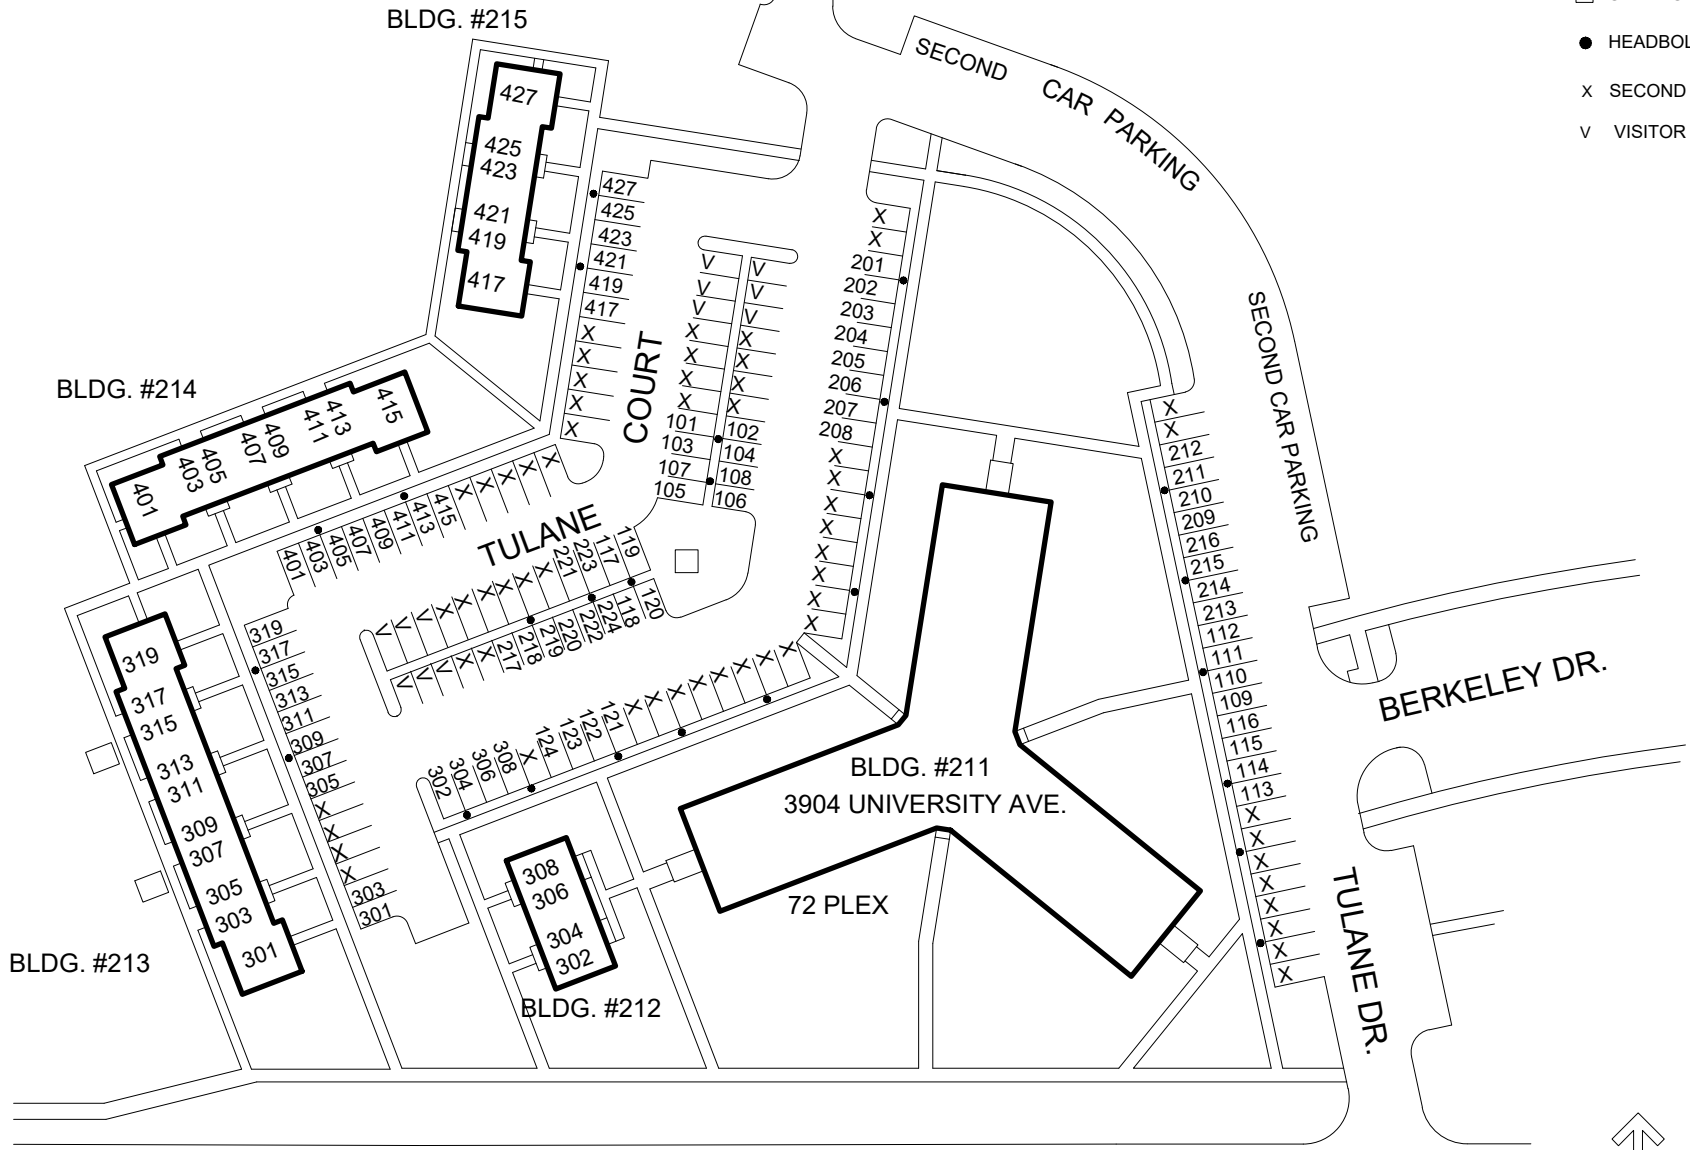 BLDG. #215
HEADBOL
X SECOND
V VISITOR
SECOND CAR PARKING
427
425
423
421
419
417
427
425
423
421
419
417
X
X
X
X
X
COURT
V
V
V
X
X
X
X
101
103
107
105
V
V
V
X
X
X
X
102
104
108
106
X
X
201
202
203
204
205
206
207
208
X
X
X
X
X
X
X
X
SECOND CAR PARKING
X
X
212
211
210
209
216
215
214
213
112
111
110
109
116
115
114
113
X
X
X
X
X
X
X
X
BLDG. #214
401
403
405
407
409
411
413
415
401
403
405
407
409
411
413
415
X
X
X
X
X
TULANE
V
V
V
X
X
X
X
X
221
223
117
119
V
V
X
X
217
218
219
220
222
224
118
120
319
317
315
313
311
309
307
305
303
301
319
317
315
313
311
309
307
305
X
X
X
X
303
301
BLDG. #213
302
304
306
308
X
124
123
122
121
X
X
X
X
X
X
X
X
308
306
304
302
BLDG. #212
BLDG. #211
3904 UNIVERSITY AVE.
72 PLEX
BERKELEY DR.
TULANE DR.